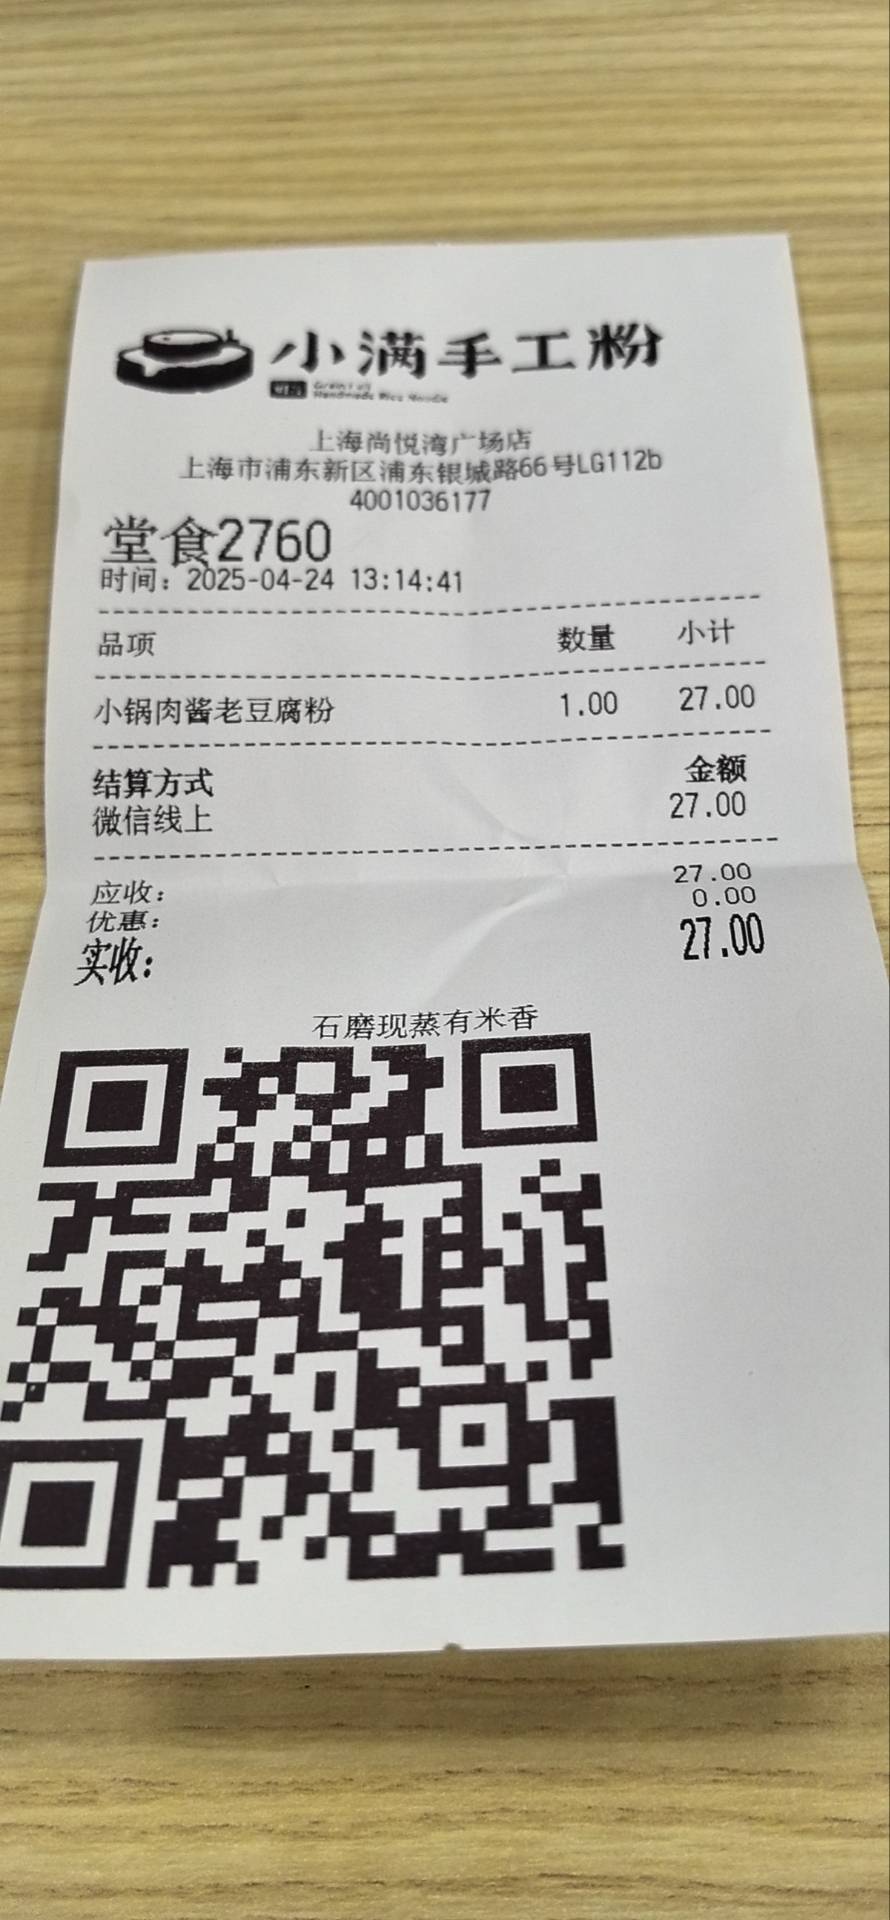 小满手工粉
Handmade Rice Noodle
上海尚悦湾广场店
上海市浦东新区浦东银城路66号LG112b
4001036177
堂食2760
时间：2025-04-24 13:14:41
品项 数量 小计
小锅肉酱老豆腐粉 1.00 27.00
结算方式 金额
微信线上 27.00
应收： 27.00
优惠： 0.00
实收： 27.00
石磨现蒸有米香